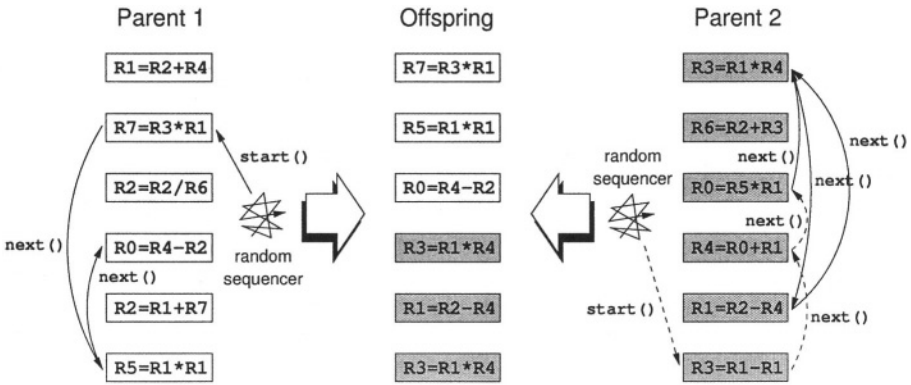 Parent 1
Offspring
Parent 2
R1=R2+R4
R7=R3*R1
R3=R1*R4
R7=R3*R1
R5=R1*R1
R6=R2+R3
start()
random
sequencer
next()
next()
R2=R2/R6
R0=R4-R2
R0=R5*R1
next()
next()
next()
R0=R4-R2
R3=R1*R4
R4=R0+R1
random
sequencer
next()
R2=R1+R7
R1=R2-R4
start()
R1=R2-R4
next()
R5=R1*R1
R3=R1*R4
R3=R1-R1